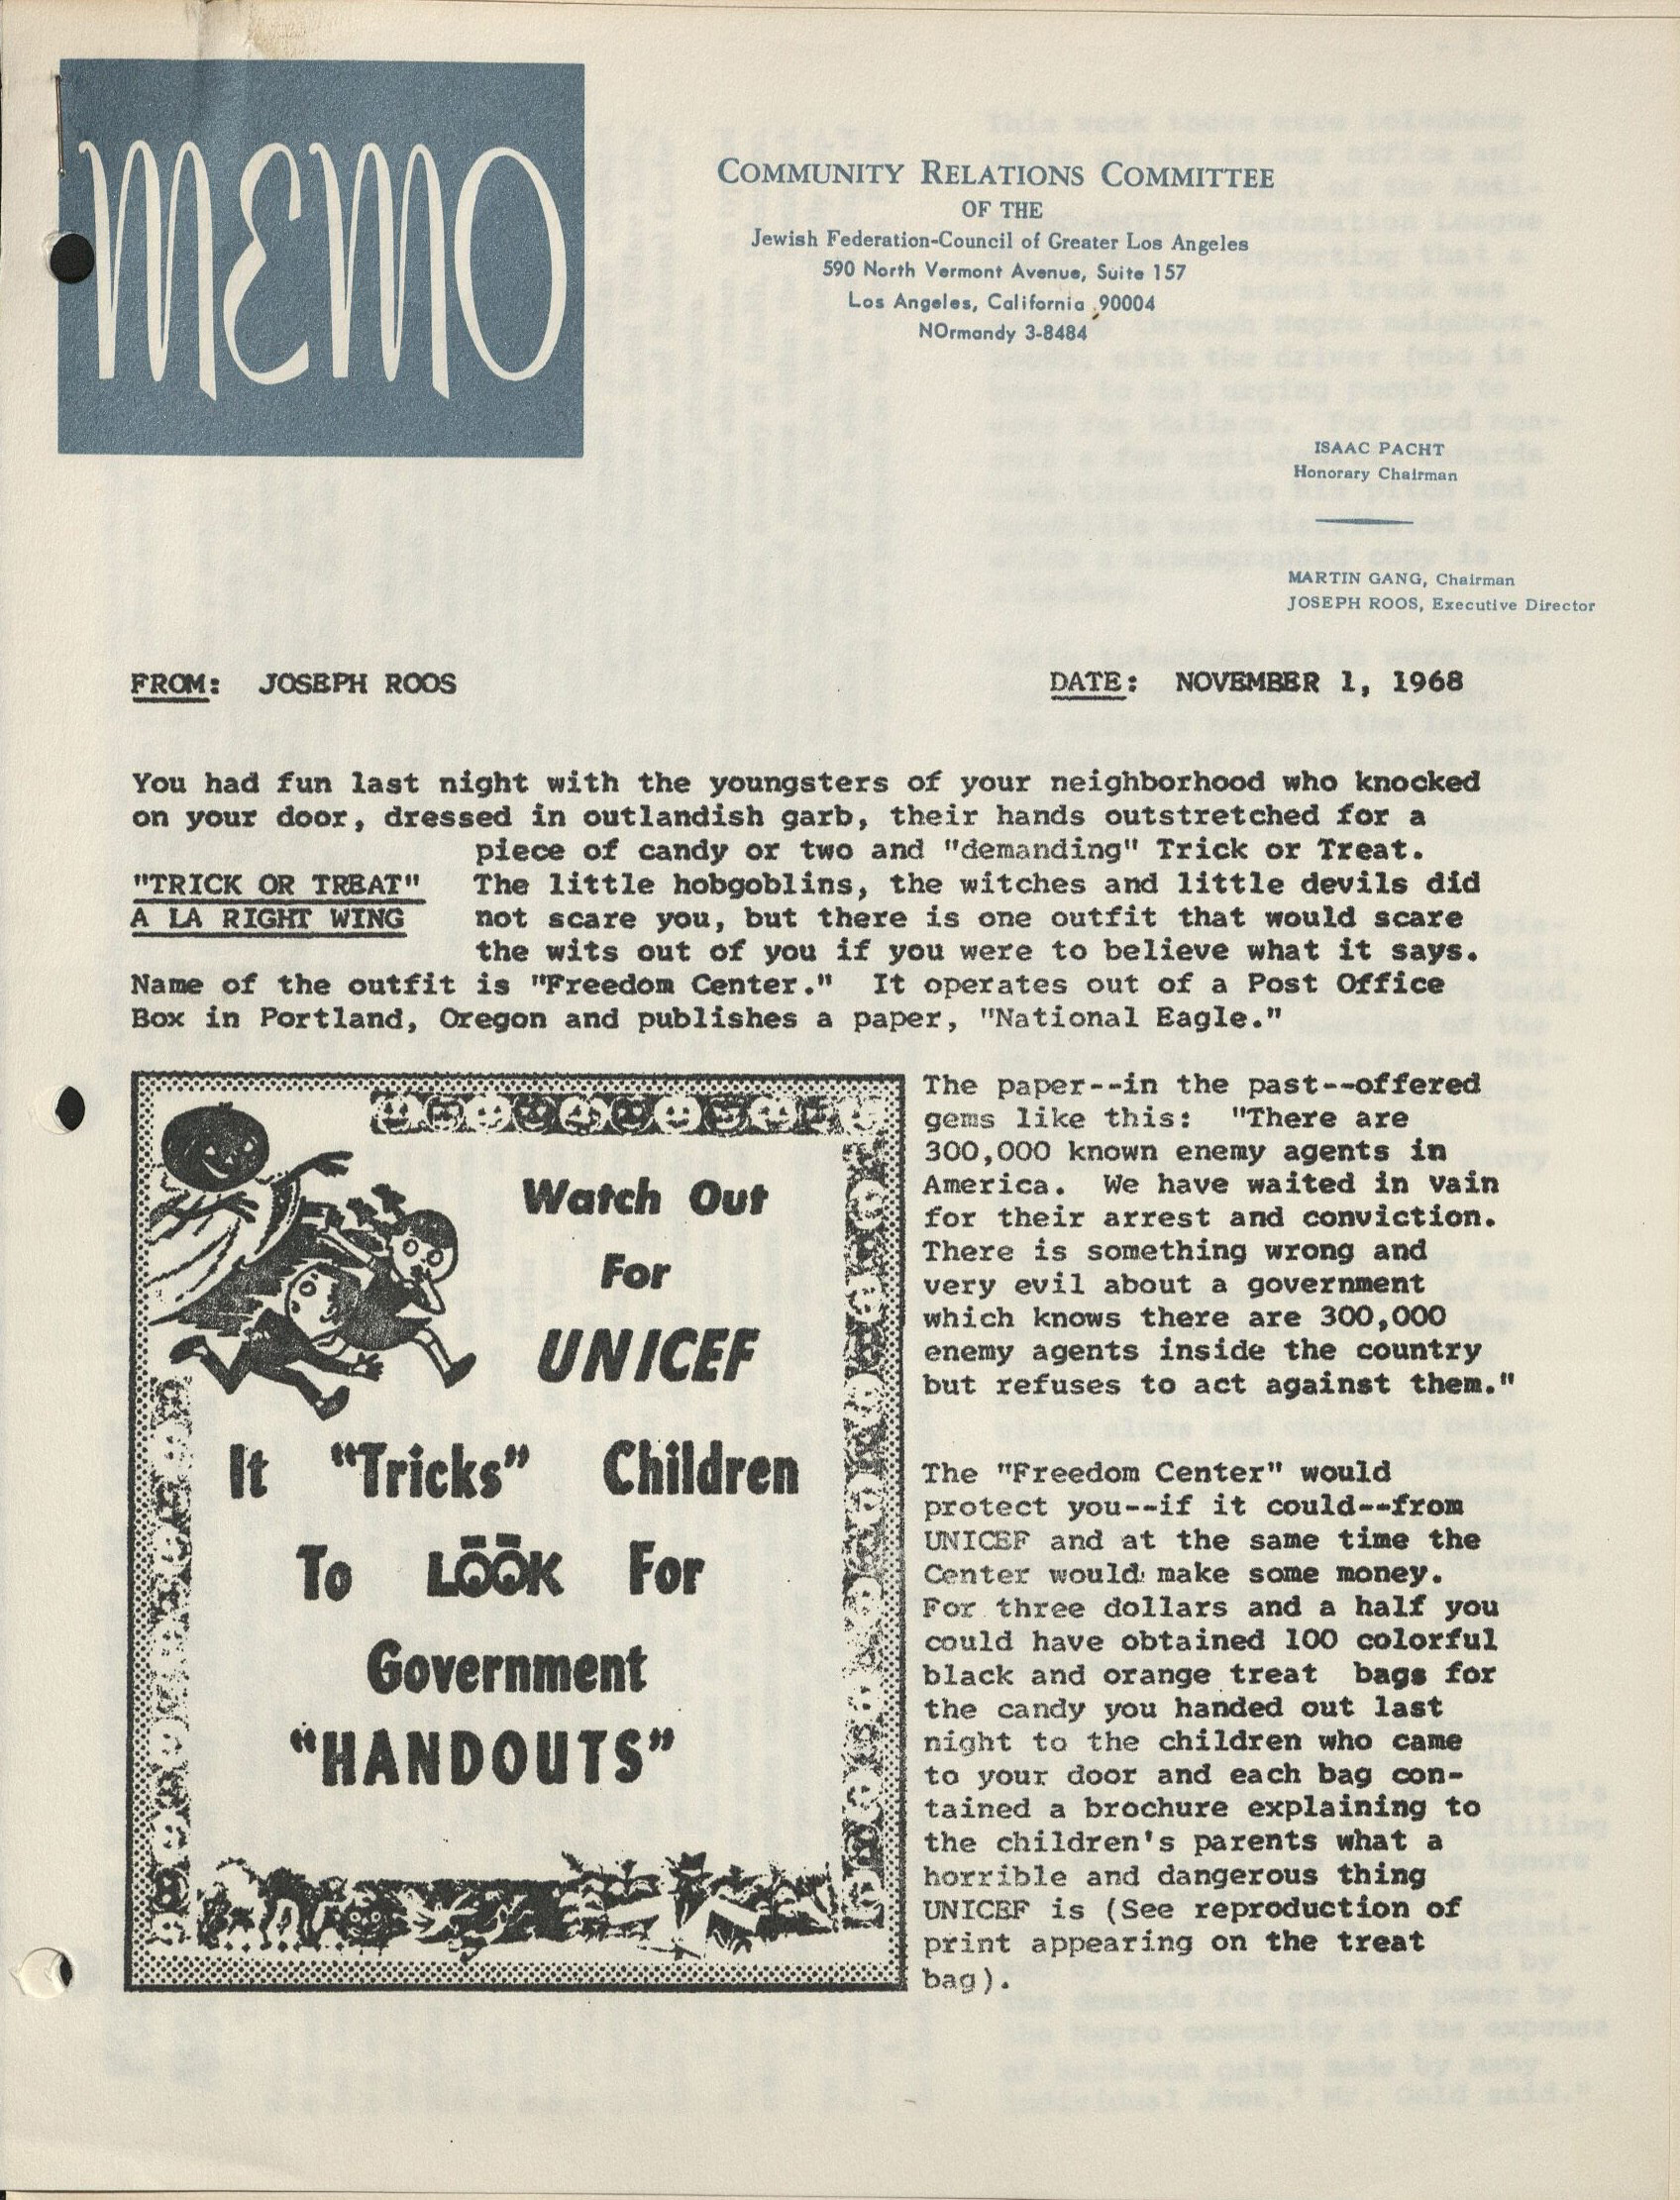 MEMO
COMMUNITY RELATIONS COMMITTEE
OF THE
Jewish Federation-Council of Greater Los Angeles
590 North Vermont Avenue, Suite 157
Los Angeles, California 90004
NOrmandy 3-8484
ISAAC PACHT
Honorary Chairman
MARTIN GANG, Chairman
JOSEPH ROOS, Executive Director
FROM: JOSEPH ROOS
DATE: NOVEMBER 1, 1968
You had fun last night with the youngsters of your neighborhood who knocked
on your door, dressed in outlandish garb, their hands outstretched for a
piece of candy or two and "demanding" Trick or Treat.
"TRICK OR TREAT" The little hobgoblins, the witches and little devils did
A LA RIGHT WING not scare you, but there is one outfit that would scare
the wits out of you if you were to believe what it says.
Name of the outfit is "Freedom Center." It operates out of a Post Office
Box in Portland, Oregon and publishes a paper, "National Eagle."
Watch Out
For
UNICEF
It "Tricks" Children
To LOOK For
Government
"HANDOUTS"
The paper--in the past--offered
gems like this: "There are
300,000 known enemy agents in
America. We have waited in vain
for their arrest and conviction.
There is something wrong and
very evil about a government
which knows there are 300,000
enemy agents inside the country
but refuses to act against them."
The "Freedom Center" would
protect you--if it could--from
UNICEF and at the same time the
Center would make some money.
For three dollars and a half you
could have obtained 100 colorful
black and orange treat bags for
the candy you handed out last
night to the children who came
to your door and each bag con-
tained a brochure explaining to
the children's parents what a
horrible and dangerous thing
UNICEF is (See reproduction of
print appearing on the treat
bag).